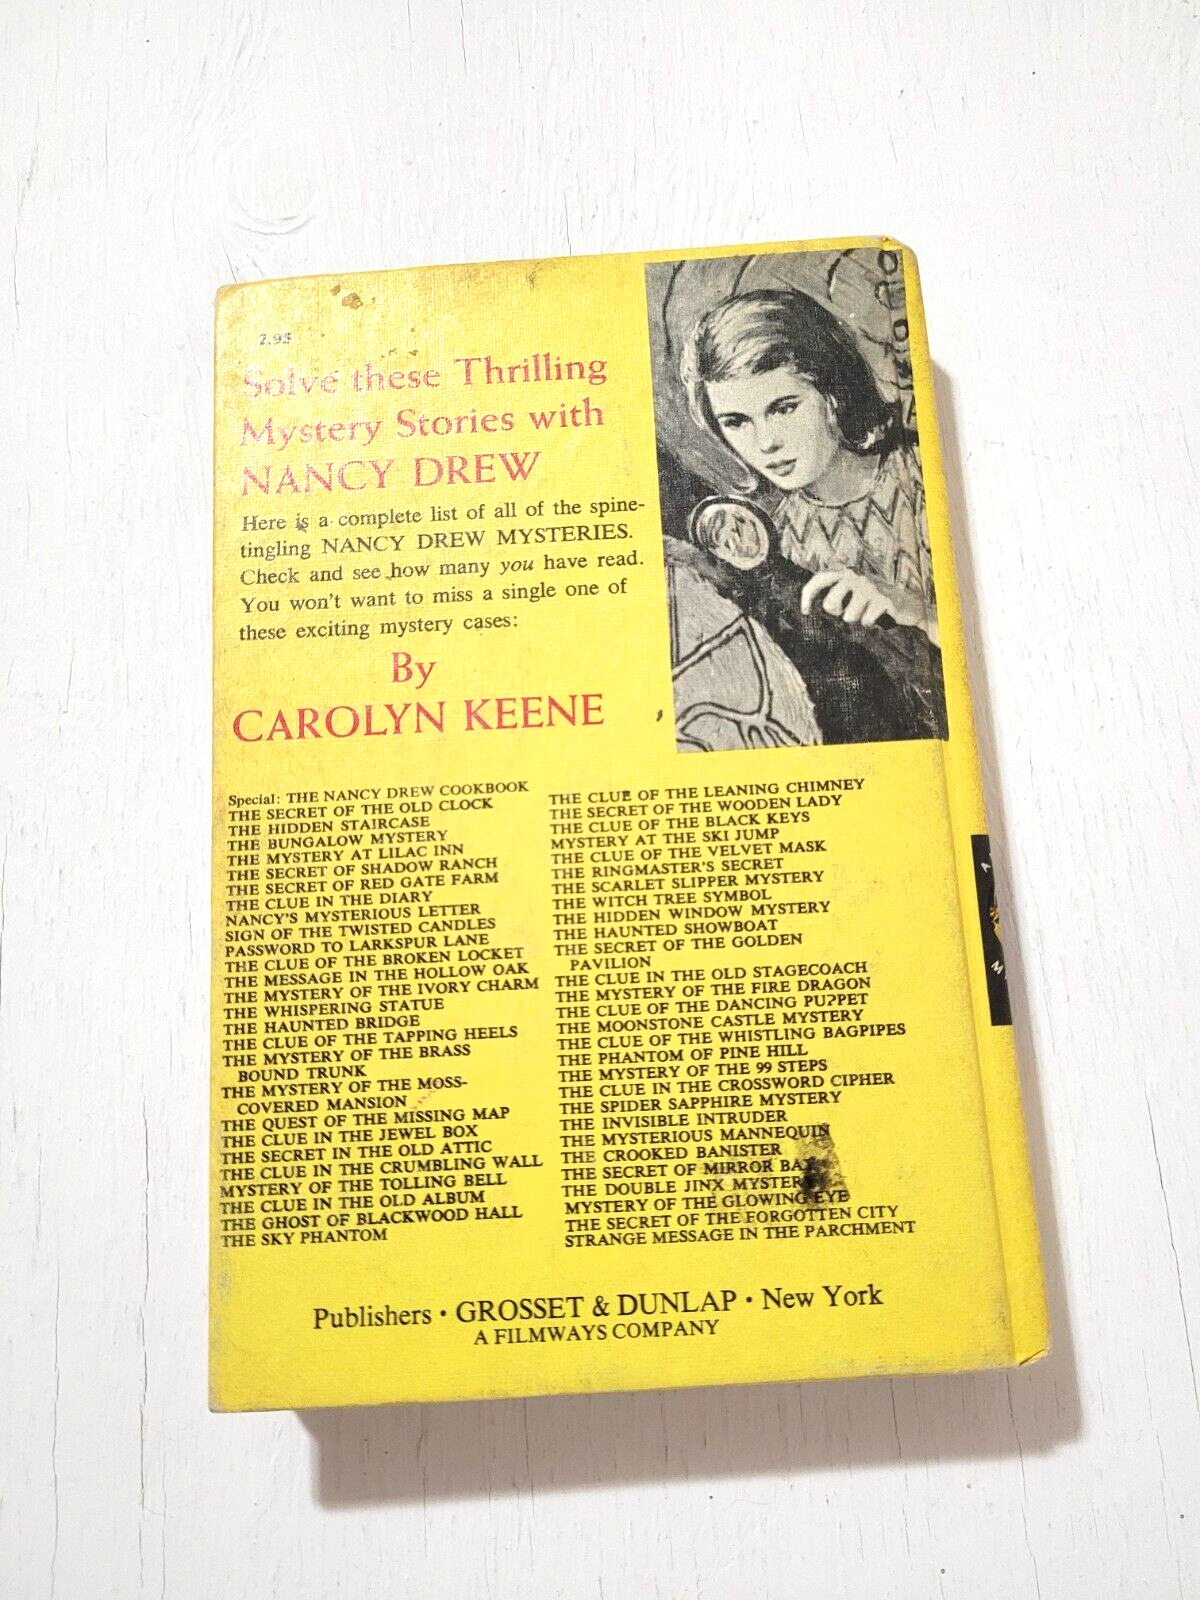 2.95
Solve these Thrilling
Mystery Stories with
NANCY DREW
Here is a complete list of all of the spine-
tingling NANCY DREW MYSTERIES.
Check and see how many you have read.
You won't want to miss a single one of
these exciting mystery cases:
By
CAROLYN KEENE
Special: THE NANCY DREW COOKBOOK
THE SECRET OF THE OLD CLOCK
THE HIDDEN STAIRCASE
THE BUNGALOW MYSTERY
THE MYSTERY AT LILAC INN
THE SECRET OF SHADOW RANCH
THE SECRET OF RED GATE FARM
THE CLUE IN THE DIARY
NANCY'S MYSTERIOUS LETTER
SIGN OF THE TWISTED CANDLES
PASSWORD TO LARKSPUR LANE
THE CLUE OF THE BROKEN LOCKET
THE MESSAGE IN THE HOLLOW OAK
THE MYSTERY OF THE IVORY CHARM
THE WHISPERING STATUE
THE HAUNTED BRIDGE
THE CLUE OF THE TAPPING HEELS
THE MYSTERY OF THE BRASS
BOUND TRUNK
THE MYSTERY OF THE MOSS-
COVERED MANSION
THE QUEST OF THE MISSING MAP
THE CLUE IN THE JEWEL BOX
THE SECRET IN THE OLD ATTIC
THE CLUE IN THE CRUMBLING WALL
MYSTERY OF THE TOLLING BELL
THE CLUE IN THE OLD ALBUM
THE GHOST OF BLACKWOOD HALL
THE SKY PHANTOM
THE CLUE OF THE LEANING CHIMNEY
THE SECRET OF THE WOODEN LADY
THE CLUE OF THE BLACK KEYS
MYSTERY AT THE SKI JUMP
THE CLUE OF THE VELVET MASK
THE RINGMASTER'S SECRET
THE SCARLET SLIPPER MYSTERY
THE WITCH TREE SYMBOL
THE HIDDEN WINDOW MYSTERY
THE HAUNTED SHOWBOAT
THE SECRET OF THE GOLDEN
PAVILION
THE CLUE IN THE OLD STAGECOACH
THE MYSTERY OF THE FIRE DRAGON
THE CLUE OF THE DANCING PUPPET
THE MOONSTONE CASTLE MYSTERY
THE CLUE OF THE WHISTLING BAGPIPES
THE PHANTOM OF PINE HILL
THE MYSTERY OF THE 99 STEPS
THE CLUE IN THE CROSSWORD CIPHER
THE SPIDER SAPPHIRE MYSTERY
THE INVISIBLE INTRUDER
THE MYSTERIOUS MANNEQUIN
THE CROOKED BANISTER
THE SECRET OF MIRROR BAY
THE DOUBLE JINX MYSTERY
MYSTERY OF THE GLOWING EYE
THE SECRET OF THE FORGOTTEN CITY
STRANGE MESSAGE IN THE PARCHMENT
Publishers • GROSSET & DUNLAP • New York
A FILMWAYS COMPANY